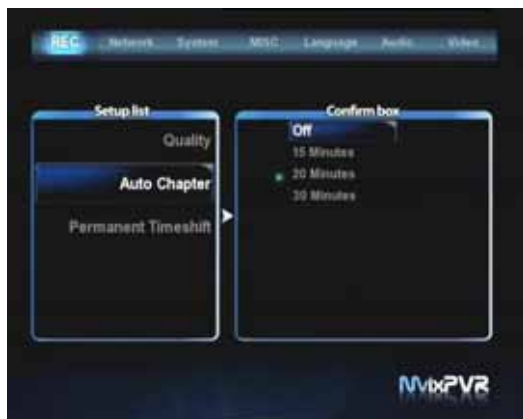 REC Network System MISC Language Audio Video
Setup list
Quality
Auto Chapter
Permanent Timeshift
Confirm box
Off
15 Minutes
20 Minutes
30 Minutes
MvixPVR